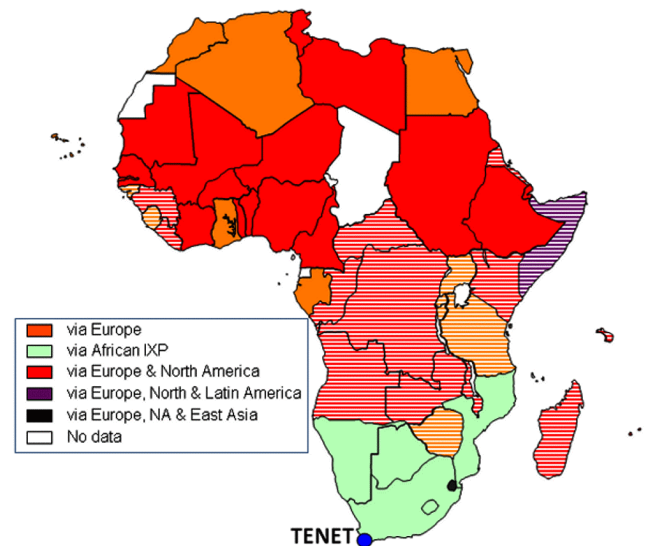 via Europe
via African IXP
via Europe & North America
via Europe, North & Latin America
via Europe, NA & East Asia
No data
TENET